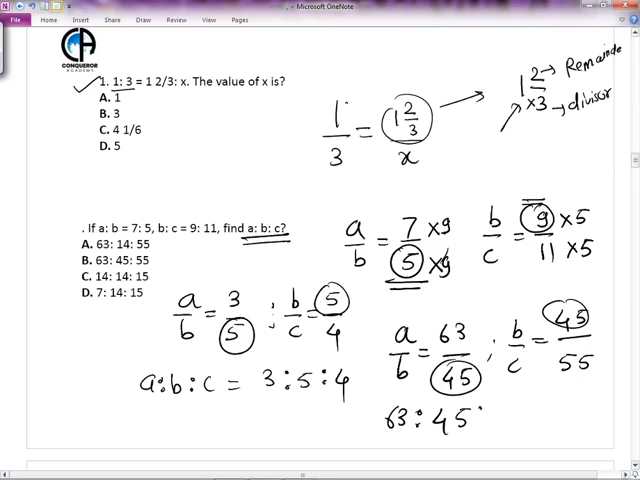 - Microsoft OneNote
File Home Insert Share Draw Review View
CA
CONQUEROR
ACADEMY
1. 1: 3 = 1 2/3: x. The value of x is?
A. 1
B. 3
C. 4 1/6
D. 5
1/3 = 1 2/3 / x
1 2/×3
Remainde
divisor
. If a: b = 7: 5, b: c = 9: 11, find a: b: c?
A. 63: 14: 55
B. 63: 45: 55
C. 14: 14: 15
D. 7: 14: 15
a/b = 7 ×9 / 5 ×9
b/c = 9 ×5 / 11 ×5
a/b = 3/5 ; b/c = 5/4
a:b:c = 3:5:4
a/b = 63/45 ; b/c = 45/55
63:45: